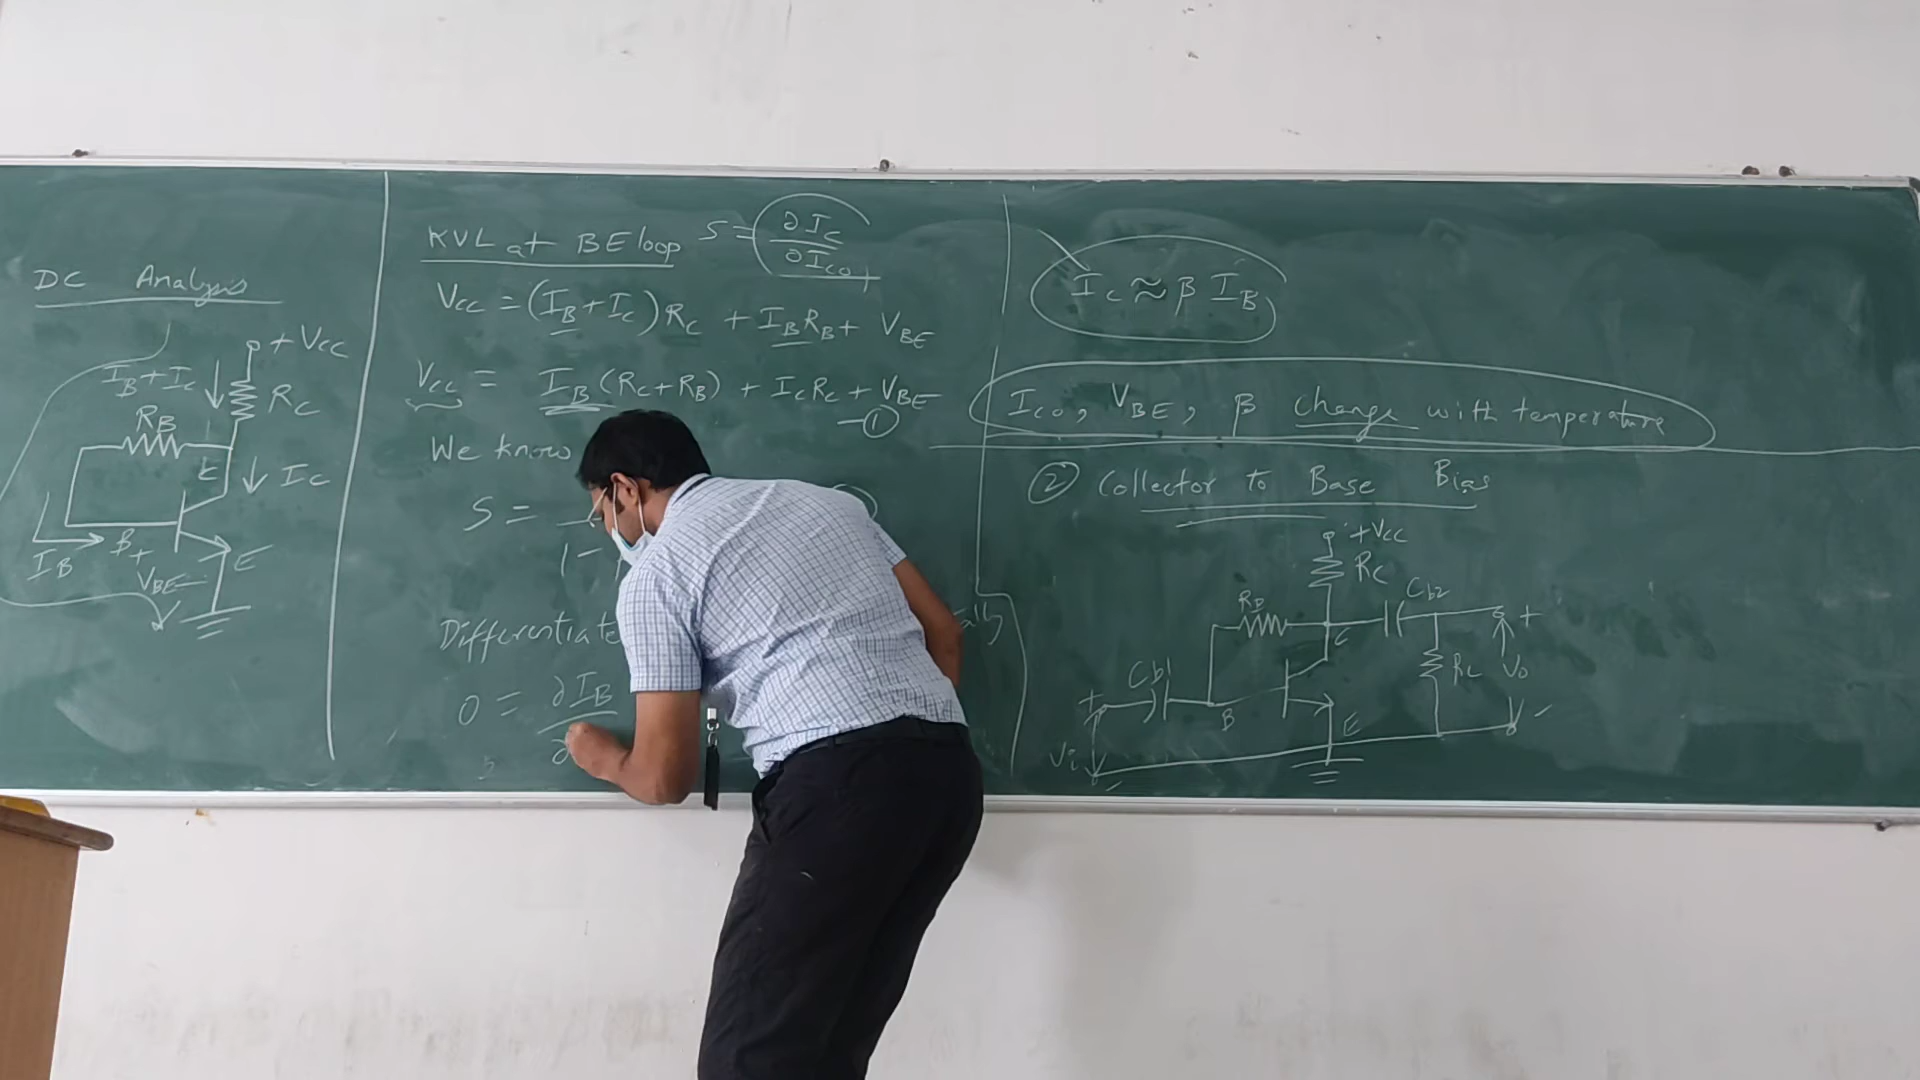 DC Analysis
+ VCC
IB+IC
RC
RB
C
IC
B
+
IB
VBE -
E
KVL at BE loop S = ∂IC / ∂ICO
VCC = (IB+IC)RC + IBRB + VBE
VCC = IB(RC+RB) + ICRC + VBE
—①
We know
S =
1-
Differentiate
0 = ∂IB
∂
IC ≈ β IB
ICO, VBE, β change with temperature
② Collector to Base Bias
+VCC
RC
Cb2
RB
C
+
Cb1
RL
Vo
+
B
E
-
Vi
-